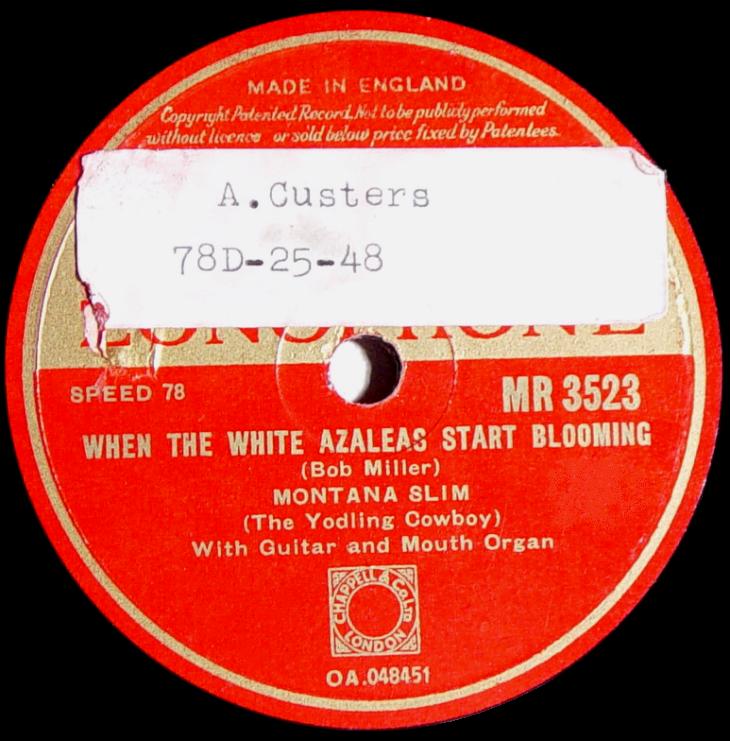 MADE IN ENGLAND
Copyright Patented Record. Not to be publicly performed
without licence or sold below price fixed by Patentees.
A.Custers
78D-25-48
SPEED 78
MR 3523
WHEN THE WHITE AZALEAS START BLOOMING
(Bob Miller)
MONTANA SLIM
(The Yodling Cowboy)
With Guitar and Mouth Organ
CHAPPELL & Co LTD
LONDON
OA.048451